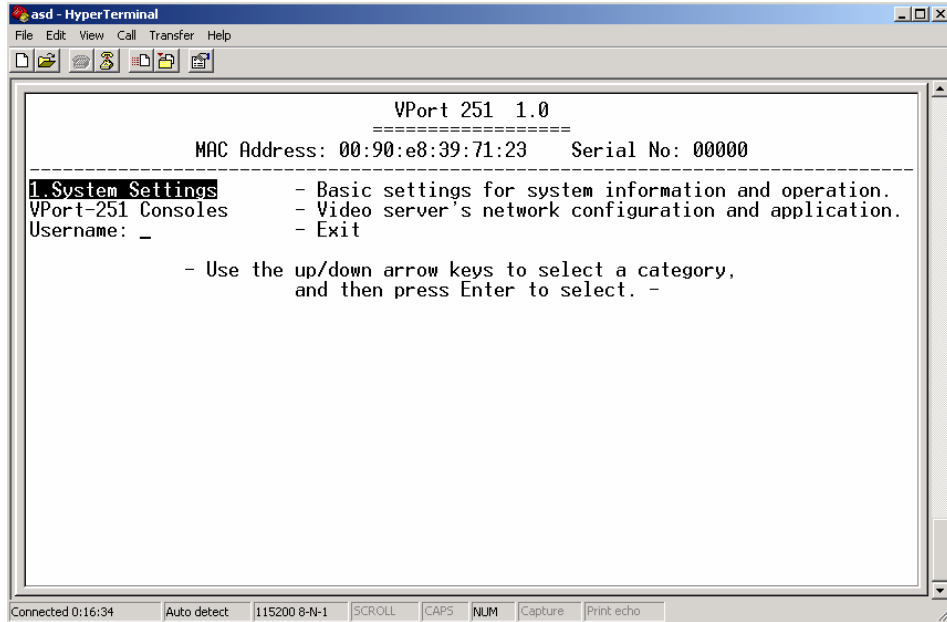 asd - HyperTerminal
File Edit View Call Transfer Help
VPort 251 1.0
==================
MAC Address: 00:90:e8:39:71:23 Serial No: 00000
--------------------------------------------------------------------------------
1.System Settings - Basic settings for system information and operation.
VPort-251 Consoles - Video server's network configuration and application.
Username: _ - Exit
- Use the up/down arrow keys to select a category,
and then press Enter to select. -
Connected 0:16:34 Auto detect 115200 8-N-1 SCROLL CAPS NUM Capture Print echo